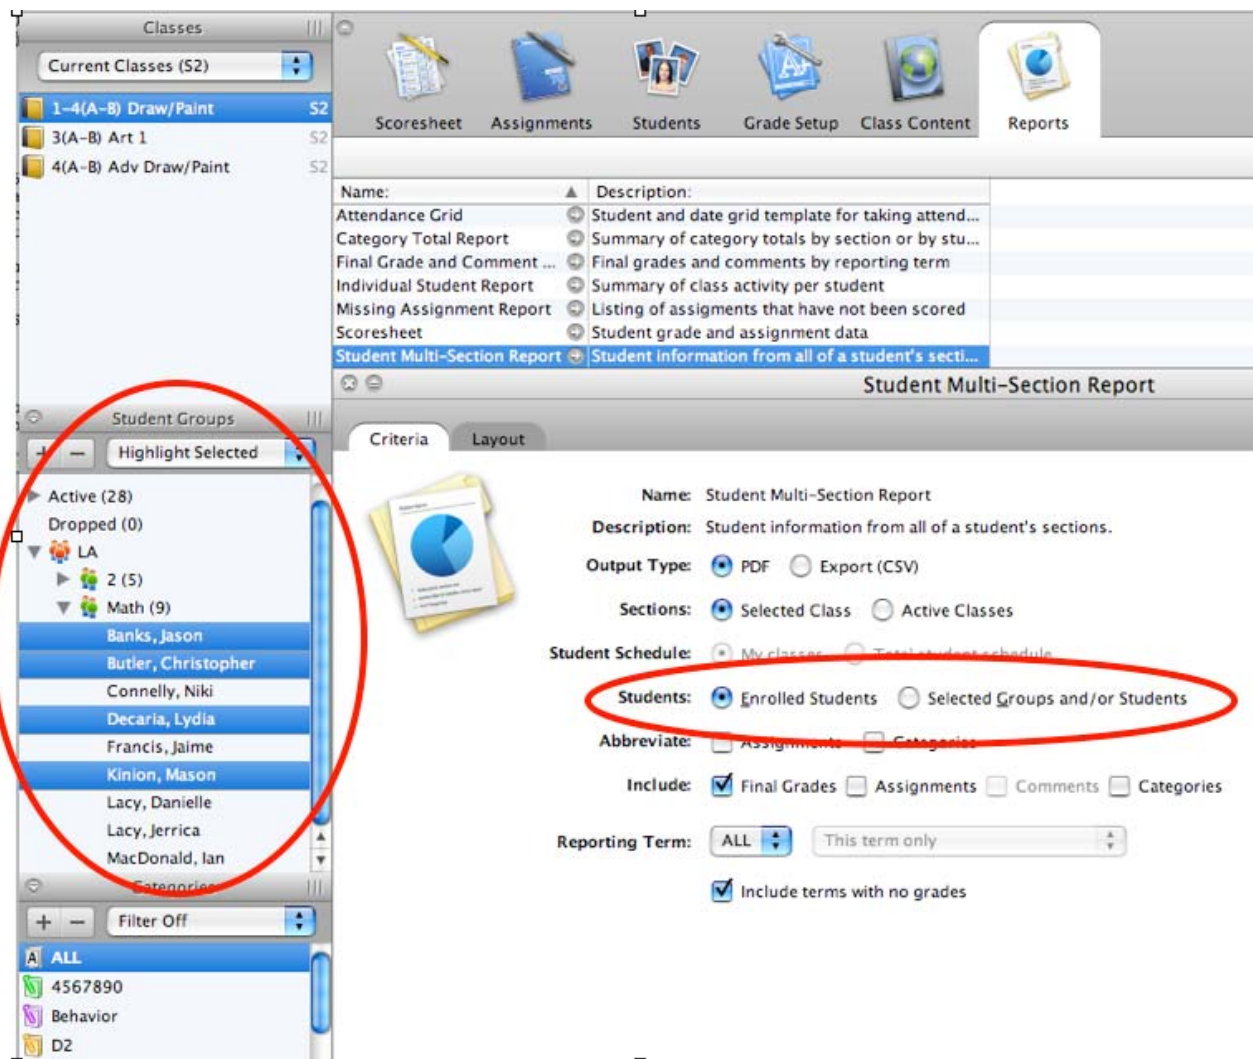 Classes
Current Classes (S2)
1-4(A-B) Draw/Paint S2
3(A-B) Art 1 S2
4(A-B) Adv Draw/Paint S2
Student Groups
Highlight Selected
Active (28)
Dropped (0)
LA
2 (5)
Math (9)
Banks, Jason
Butler, Christopher
Connelly, Niki
Decaria, Lydia
Francis, Jaime
Kinion, Mason
Lacy, Danielle
Lacy, Jerrica
MacDonald, Ian
Categories
Filter Off
A ALL
4567890
Behavior
D2
Scoresheet Assignments Students Grade Setup Class Content Reports
Name: Description:
Attendance Grid Student and date grid template for taking attend...
Category Total Report Summary of category totals by section or by stu...
Final Grade and Comment ... Final grades and comments by reporting term
Individual Student Report Summary of class activity per student
Missing Assignment Report Listing of assigments that have not been scored
Scoresheet Student grade and assignment data
Student Multi-Section Report Student information from all of a student's secti...
Student Multi-Section Report
Criteria Layout
Name: Student Multi-Section Report
Description: Student information from all of a student's sections.
Output Type: PDF Export (CSV)
Sections: Selected Class Active Classes
Student Schedule: My classes Total student schedule
Students: Enrolled Students Selected Groups and/or Students
Abbreviate: Assignments Categories
Include: Final Grades Assignments Comments Categories
Reporting Term: ALL This term only
Include terms with no grades